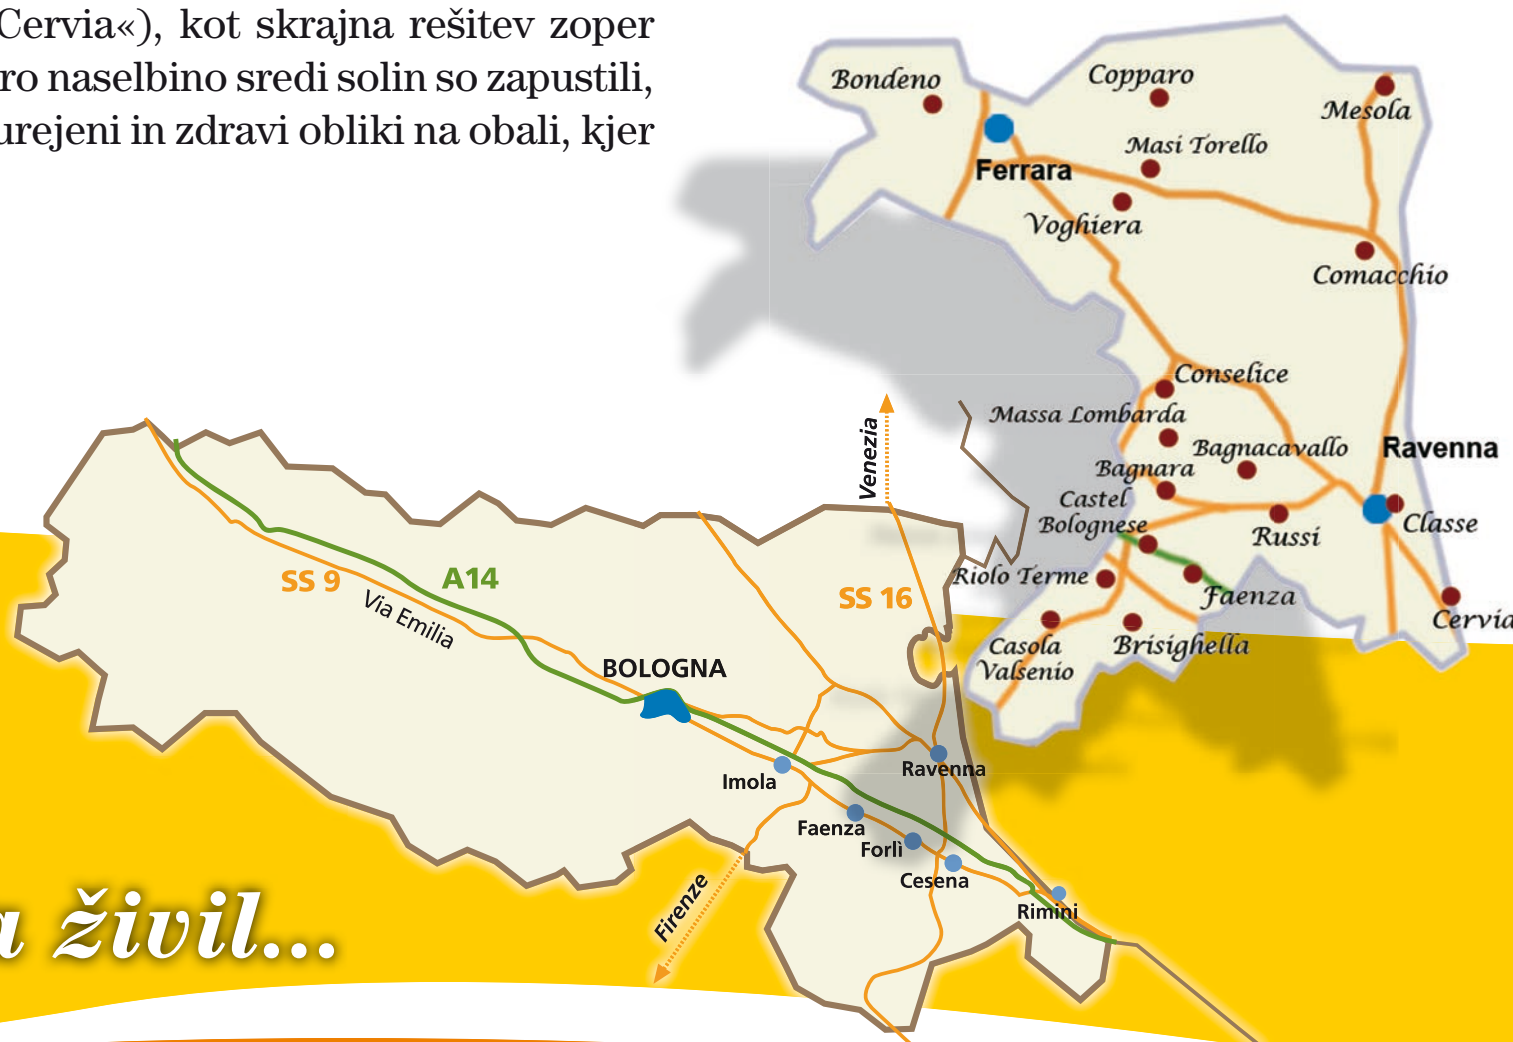 Cervia«), kot skrajna rešitev zoper
ro naselbino sredi solin so zapustili,
urejeni in zdravi obliki na obali, kjer
Bondeno
Copparo
Mesola
Masi Torello
Ferrara
Voghiera
Comacchio
Conselice
Massa Lombarda
Bagnacavallo
Ravenna
Bagnara
Castel
Bolognese
Classe
Russi
Riolo Terme
Faenza
Cervia
Casola
Valsenio
Brisighella
Venezia
SS 9
A14
SS 16
Via Emilia
BOLOGNA
Imola
Ravenna
Faenza
Forlì
Cesena
Rimini
Firenze
a živil...